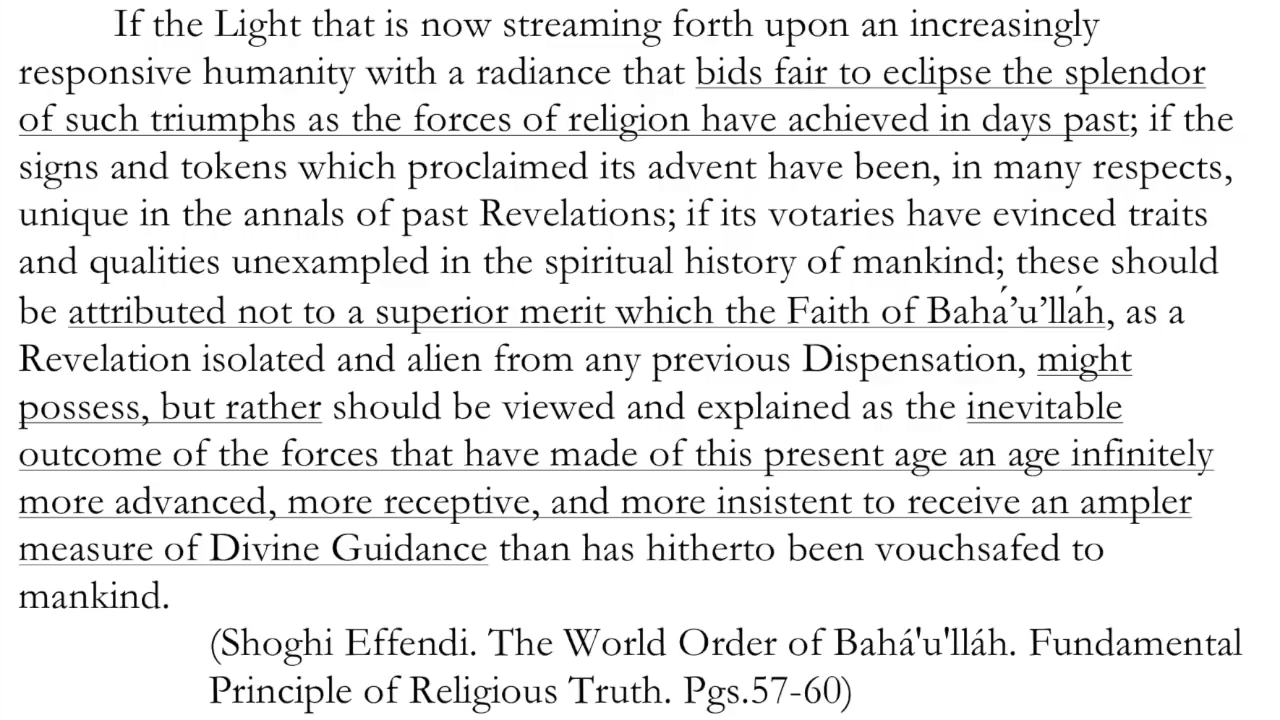 If the Light that is now streaming forth upon an increasingly
responsive humanity with a radiance that bids fair to eclipse the splendor
of such triumphs as the forces of religion have achieved in days past; if the
signs and tokens which proclaimed its advent have been, in many respects,
unique in the annals of past Revelations; if its votaries have evinced traits
and qualities unexampled in the spiritual history of mankind; these should
be attributed not to a superior merit which the Faith of Bahá’u’lláh, as a
Revelation isolated and alien from any previous Dispensation, might
possess, but rather should be viewed and explained as the inevitable
outcome of the forces that have made of this present age an age infinitely
more advanced, more receptive, and more insistent to receive an ampler
measure of Divine Guidance than has hitherto been vouchsafed to
mankind.
(Shoghi Effendi. The World Order of Bahá'u'lláh. Fundamental
Principle of Religious Truth. Pgs.57-60)